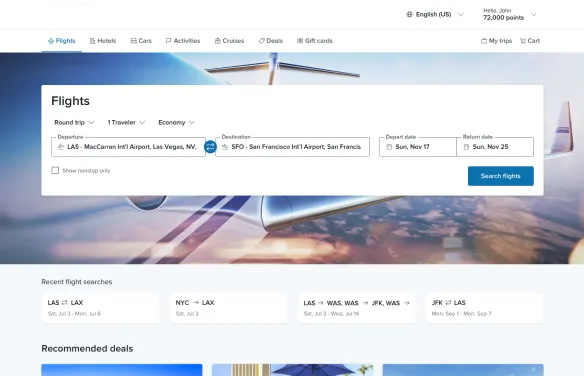 English (US)
Hello, John
72,000 points
Flights
Hotels
Cars
Activities
Cruises
Deals
Gift cards
My trips
Cart
Flights
Round trip
1 Traveler
Economy
Departure
LAS - MacCarran Int'l Airport, Las Vegas, NV,
Destination
SFO - San Francisco Int'l Airport, San Francis
Depart date
Sun, Nov 17
Return date
Sun, Nov 25
Show nonstop only
Search flights
Recent flight searches
LAS ⇄ LAX
Sat, Jul 3 - Mon, Jul 8
NYC → LAX
Sat, Jul 3
LAS → WAS, WAS → JFK, WAS →
Sat, Jul 3 - Wed, Jul 14
JFK ⇄ LAS
Mon, Sep 1 - Mon, Sep 7
Recommended deals